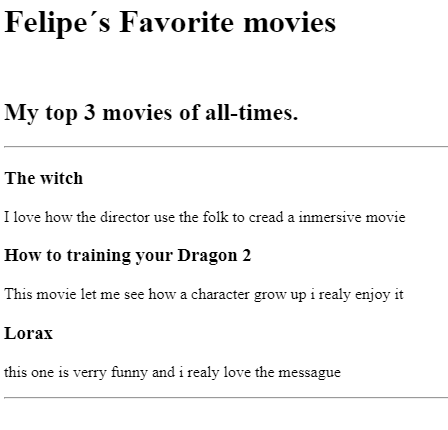 Felipe´s Favorite movies
My top 3 movies of all-times.
The witch
I love how the director use the folk to cread a inmersive movie
How to training your Dragon 2
This movie let me see how a character grow up i realy enjoy it
Lorax
this one is verry funny and i realy love the messague